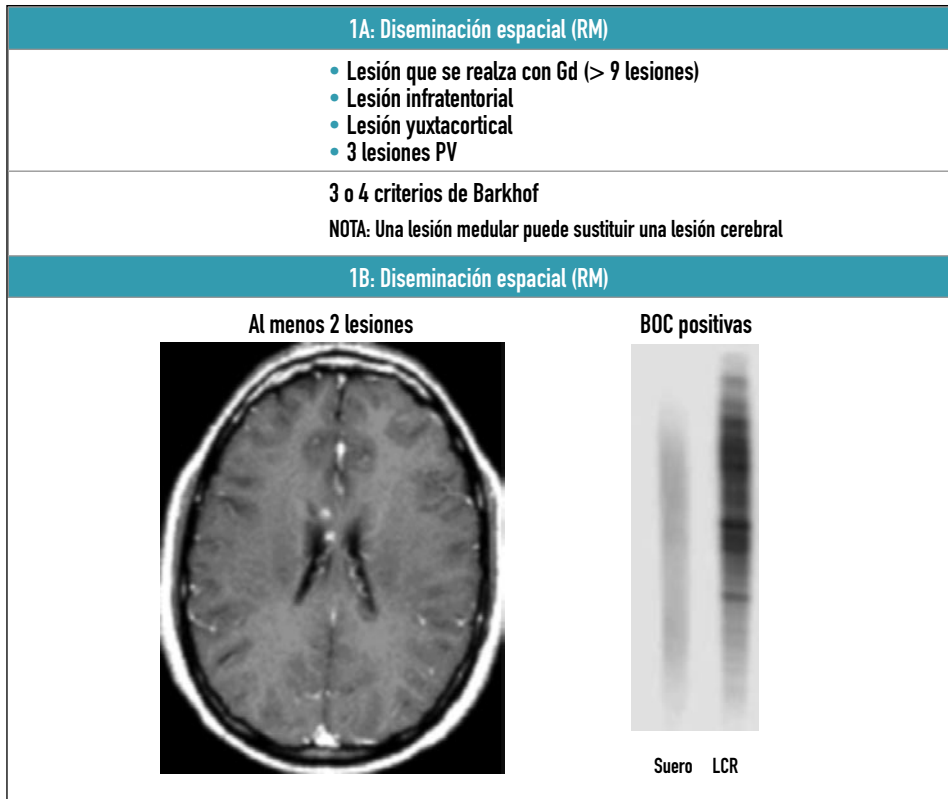 1A: Diseminación espacial (RM)
• Lesión que se realza con Gd (> 9 lesiones)
• Lesión infratentorial
• Lesión yuxtacortical
• 3 lesiones PV
3 o 4 criterios de Barkhof
NOTA: Una lesión medular puede sustituir una lesión cerebral
1B: Diseminación espacial (RM)
Al menos 2 lesiones
BOC positivas
Suero LCR